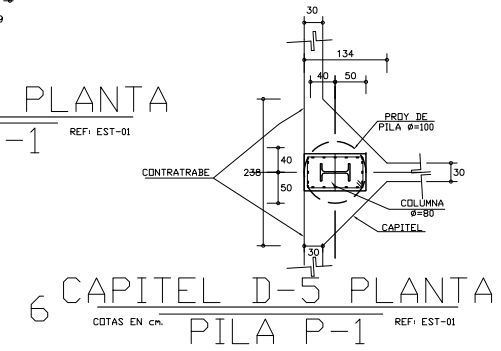 9
30
134
40 50
PLANTA
REF: EST-01
-1
PROY DE
PILA Ø=100
CONTRATRABE
238
40
50
30
COLUMNA
Ø=80
CAPITEL
30
6 CAPITEL D-5 PLANTA
COTAS EN cm. PILA P-1 REF: EST-01